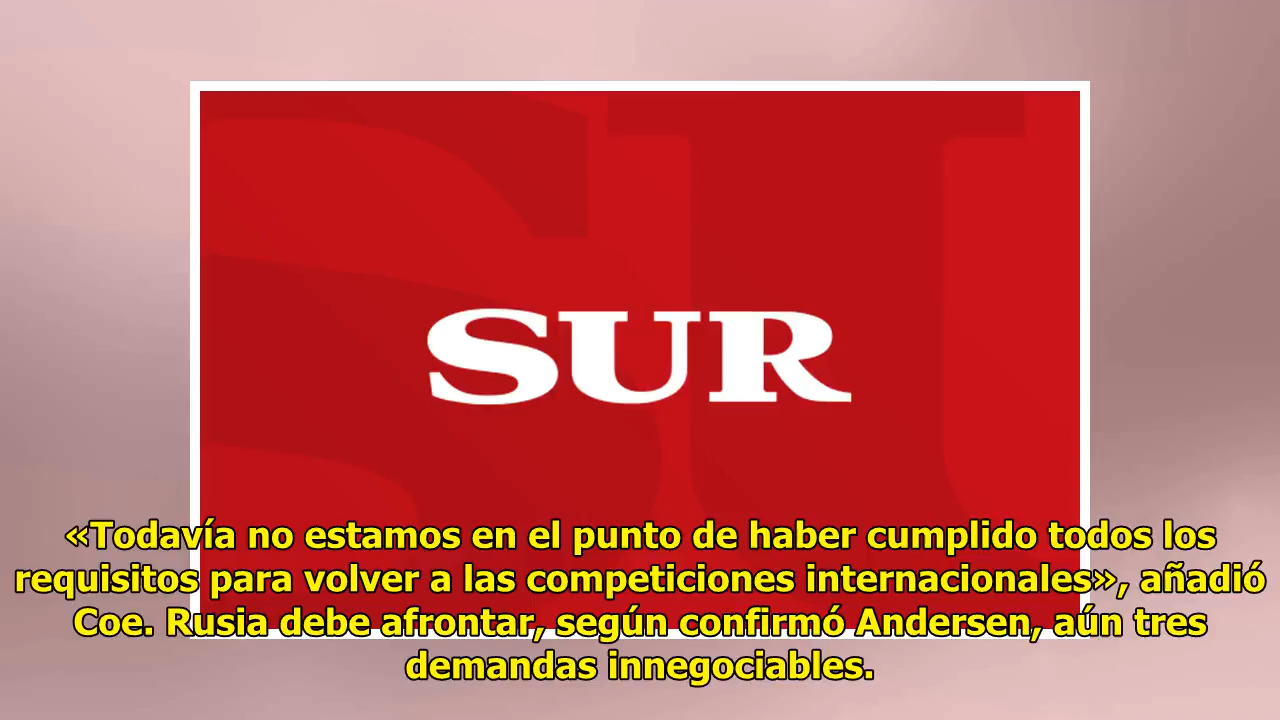 SUR
«Todavía no estamos en el punto de haber cumplido todos los
requisitos para volver a las competiciones internacionales», añadió
Coe. Rusia debe afrontar, según confirmó Andersen, aún tres
demandas innegociables.